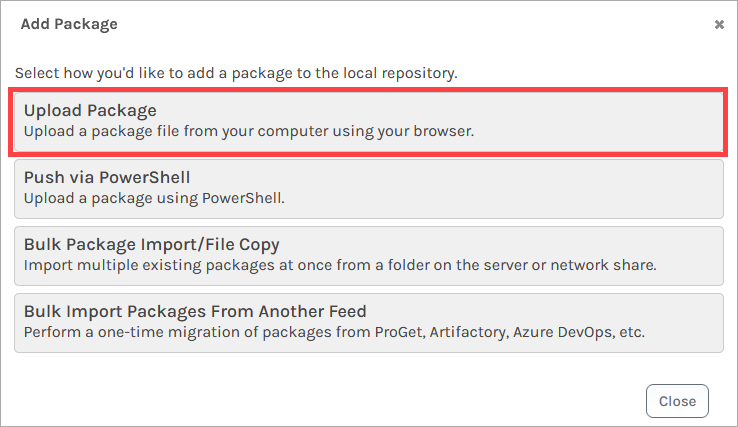 Add Package
Select how you'd like to add a package to the local repository.
Upload Package
Upload a package file from your computer using your browser.
Push via PowerShell
Upload a package using PowerShell.
Bulk Package Import/File Copy
Import multiple existing packages at once from a folder on the server or network share.
Bulk Import Packages From Another Feed
Perform a one-time migration of packages from ProGet, Artifactory, Azure DevOps, etc.
Close